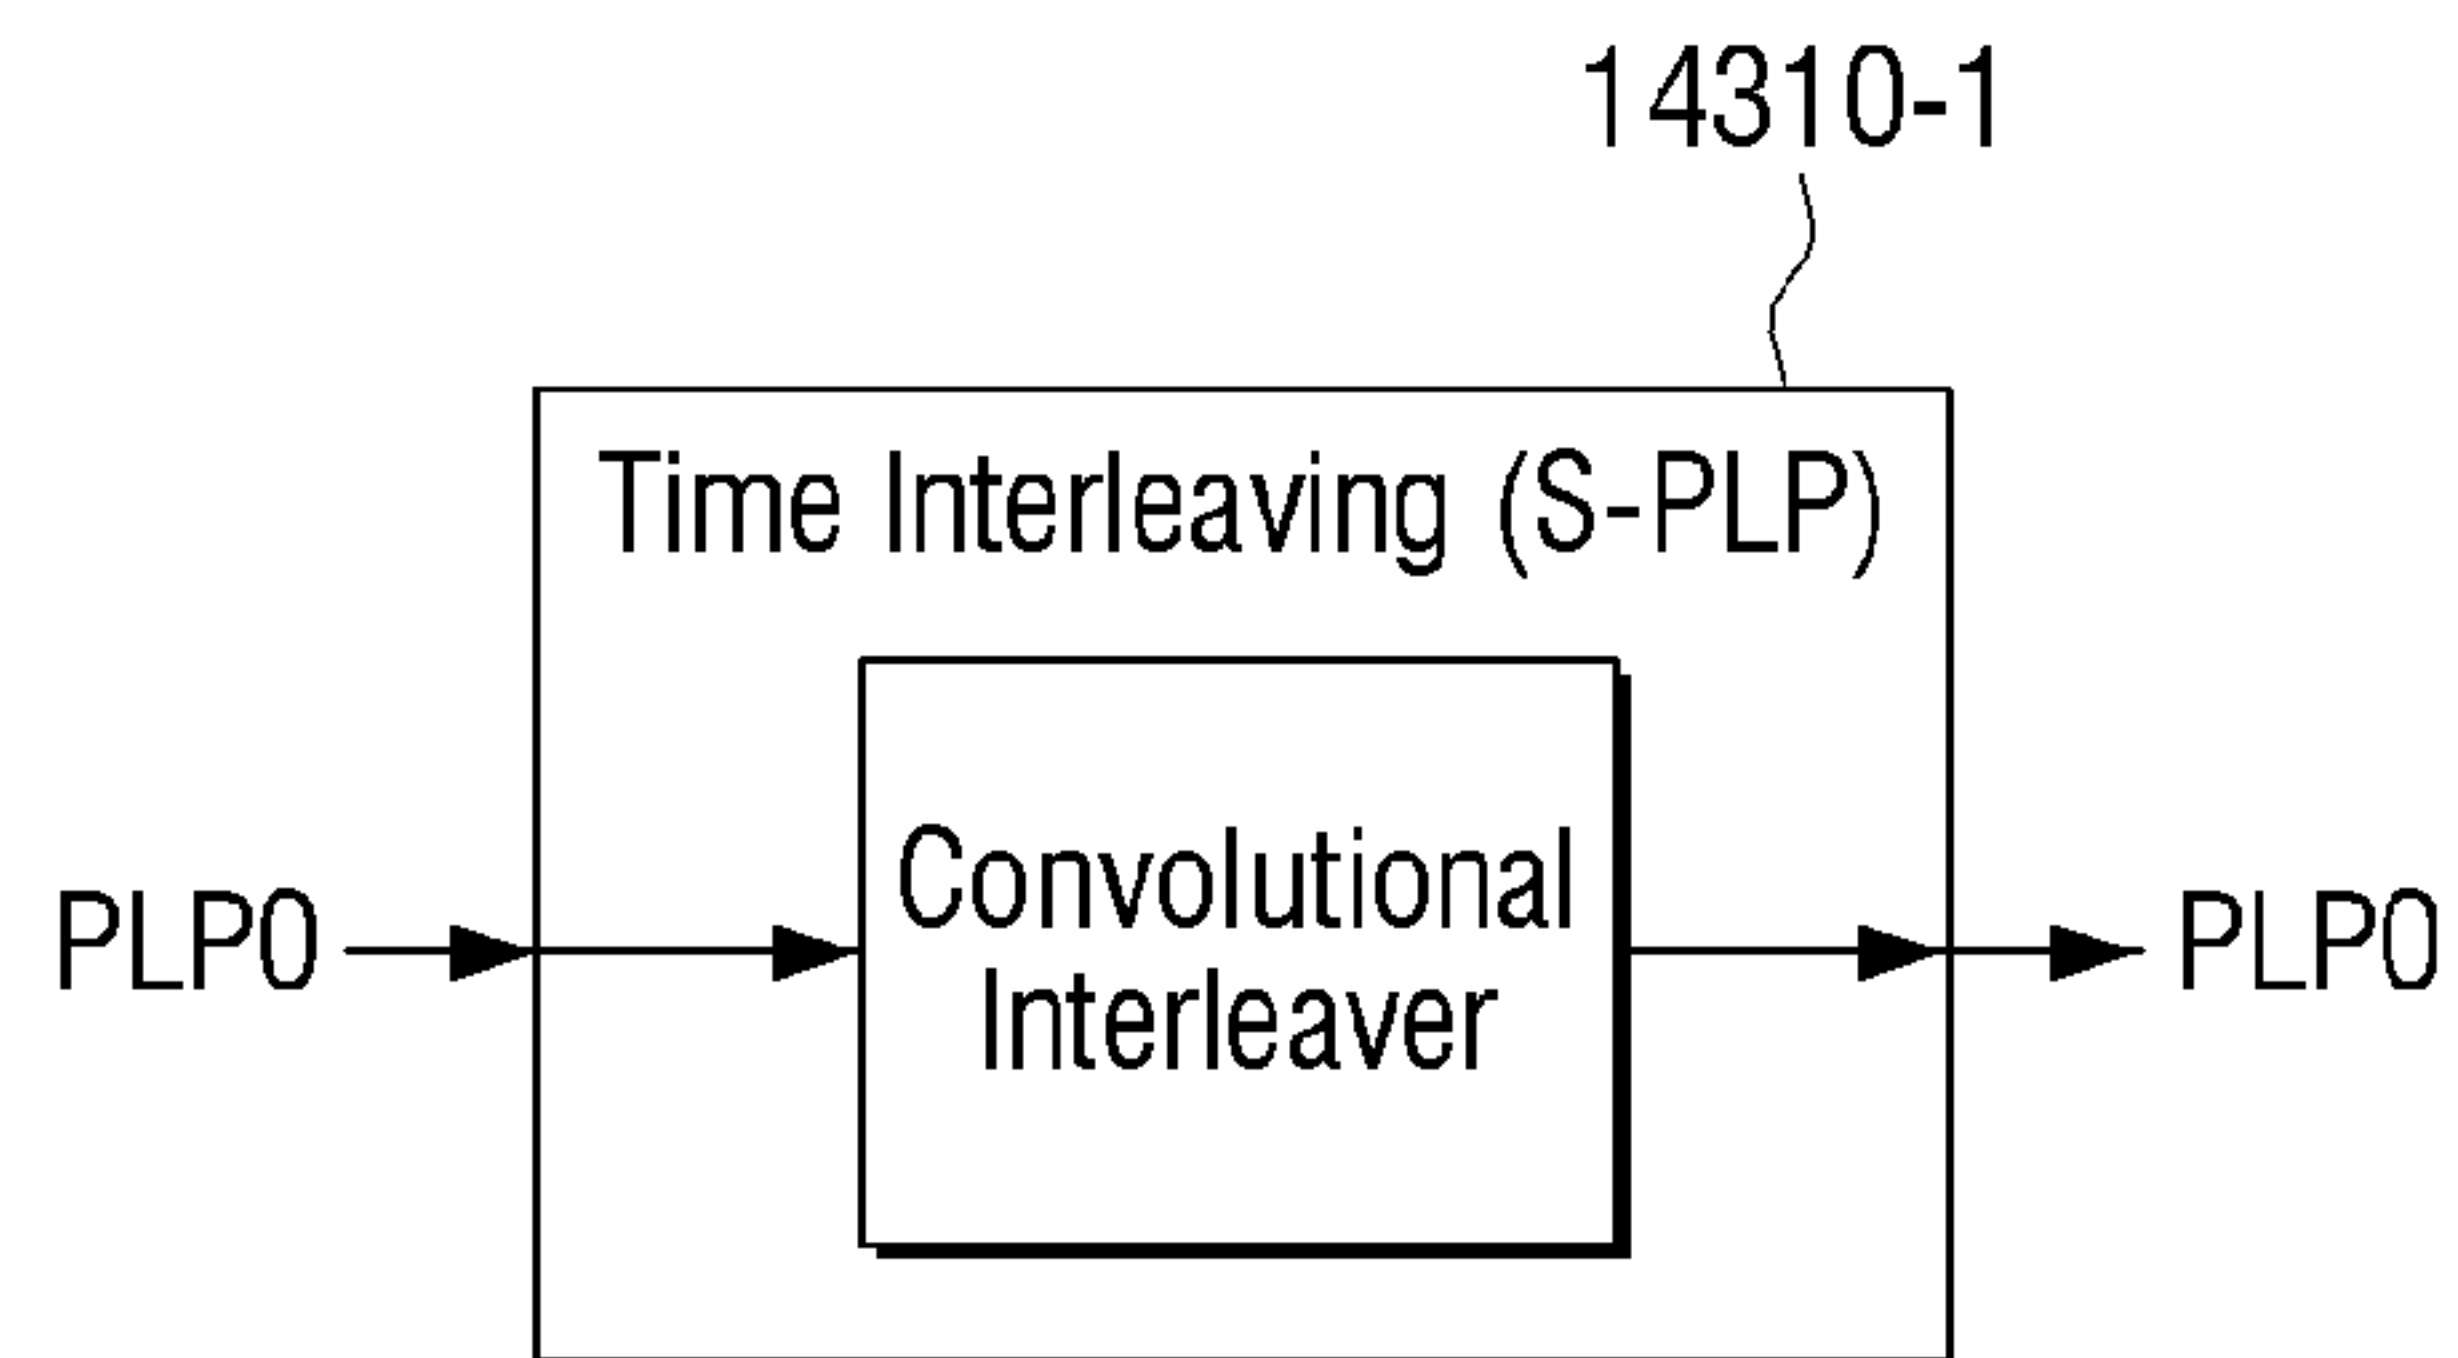 14310-1
Time Interleaving (S-PLP)
Convolutional
Interleaver
PLP0
PLP0